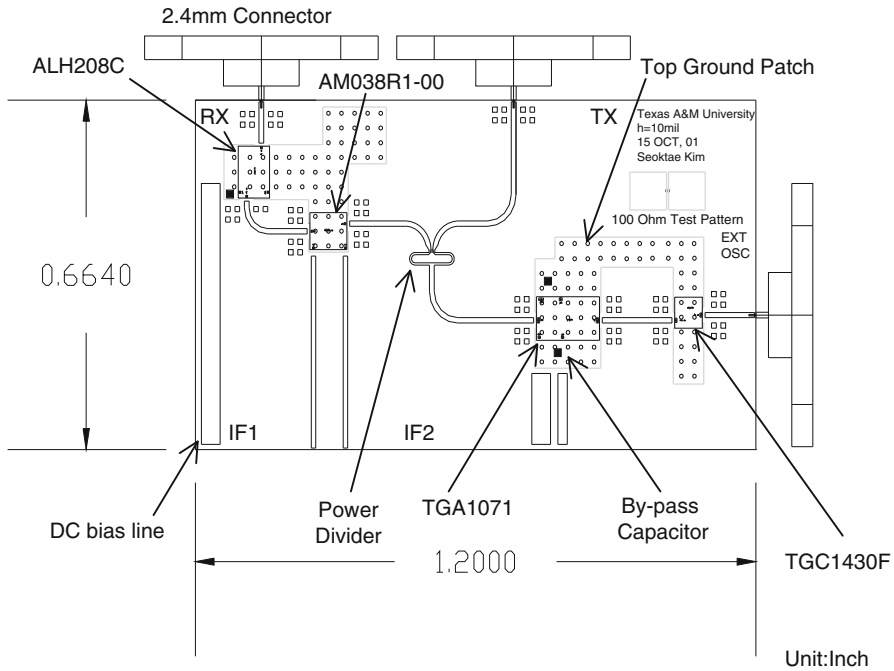 2.4mm Connector
ALH208C
AM038R1-00
Top Ground Patch
RX
TX
Texas A&M University
h=10mil
15 OCT, 01
Seoktae Kim
100 Ohm Test Pattern
EXT
OSC
0.6640
IF1
IF2
DC bias line
Power
Divider
TGA1071
By-pass
Capacitor
TGC1430F
1.2000
Unit:Inch